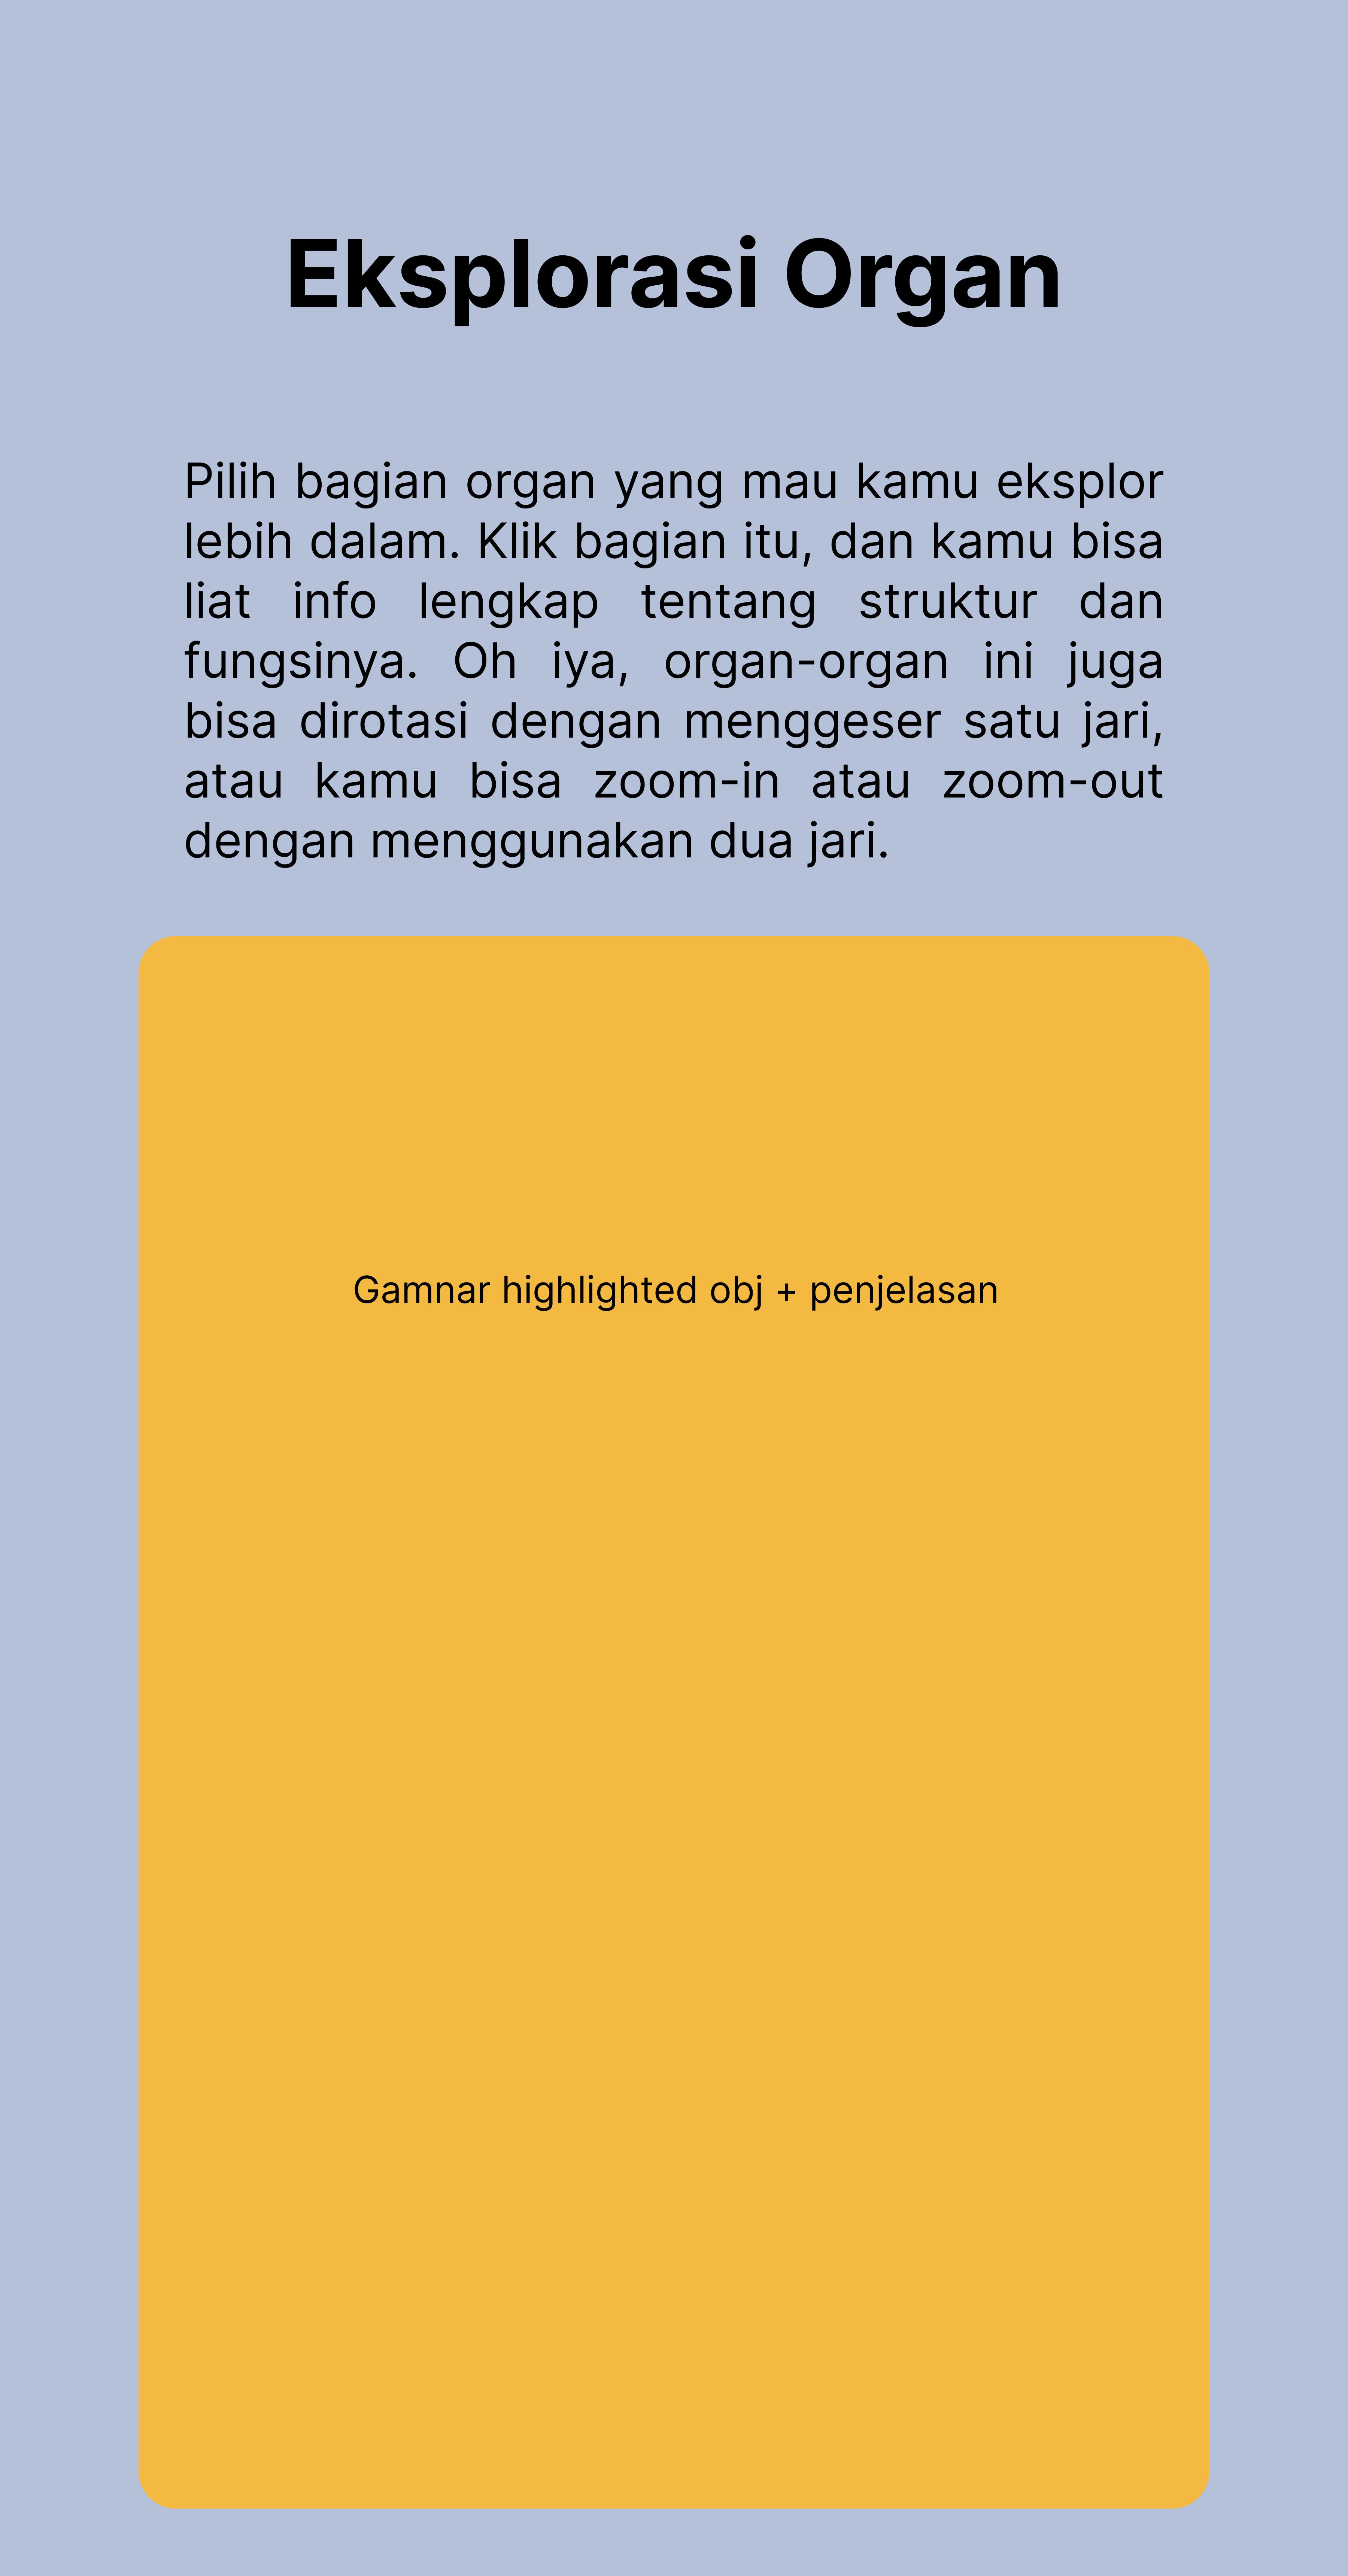 Eksplorasi Organ
Pilih bagian organ yang mau kamu eksplor
lebih dalam. Klik bagian itu, dan kamu bisa
liat info lengkap tentang struktur dan
fungsinya. Oh iya, organ-organ ini juga
bisa dirotasi dengan menggeser satu jari,
atau kamu bisa zoom-in atau zoom-out
dengan menggunakan dua jari.
Gamnar highlighted obj + penjelasan